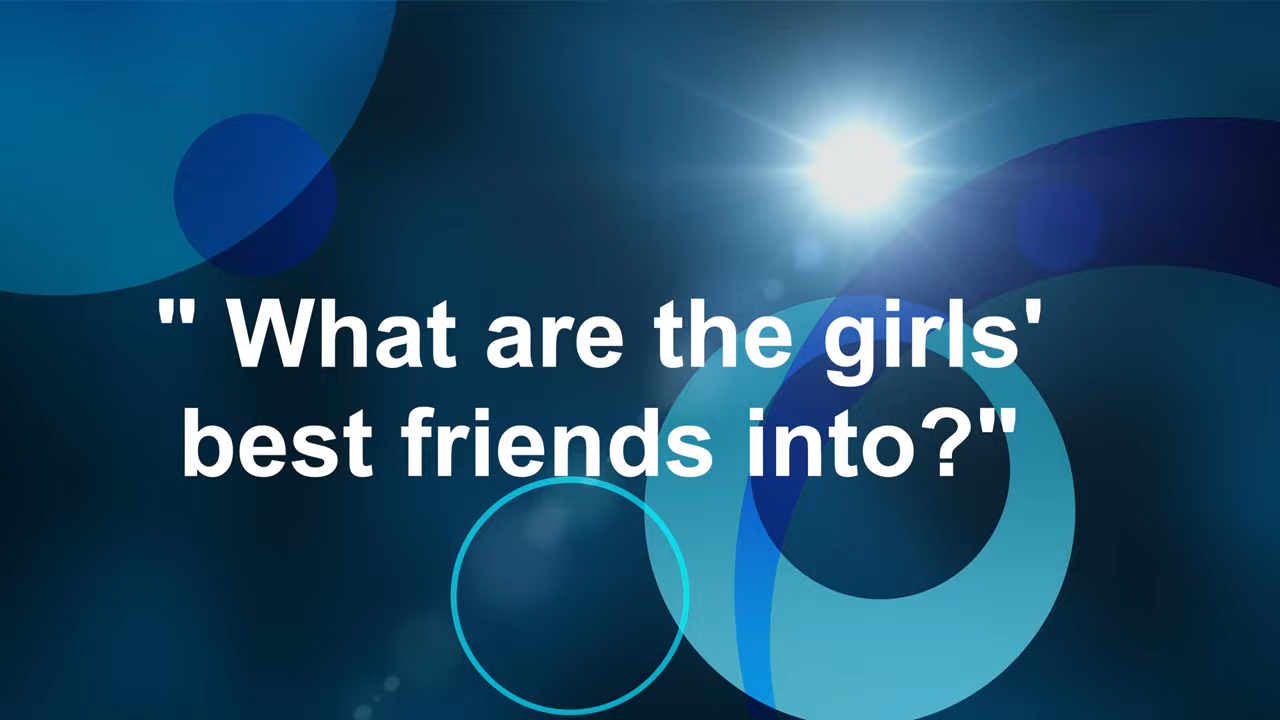 " What are the girls'
best friends into?"